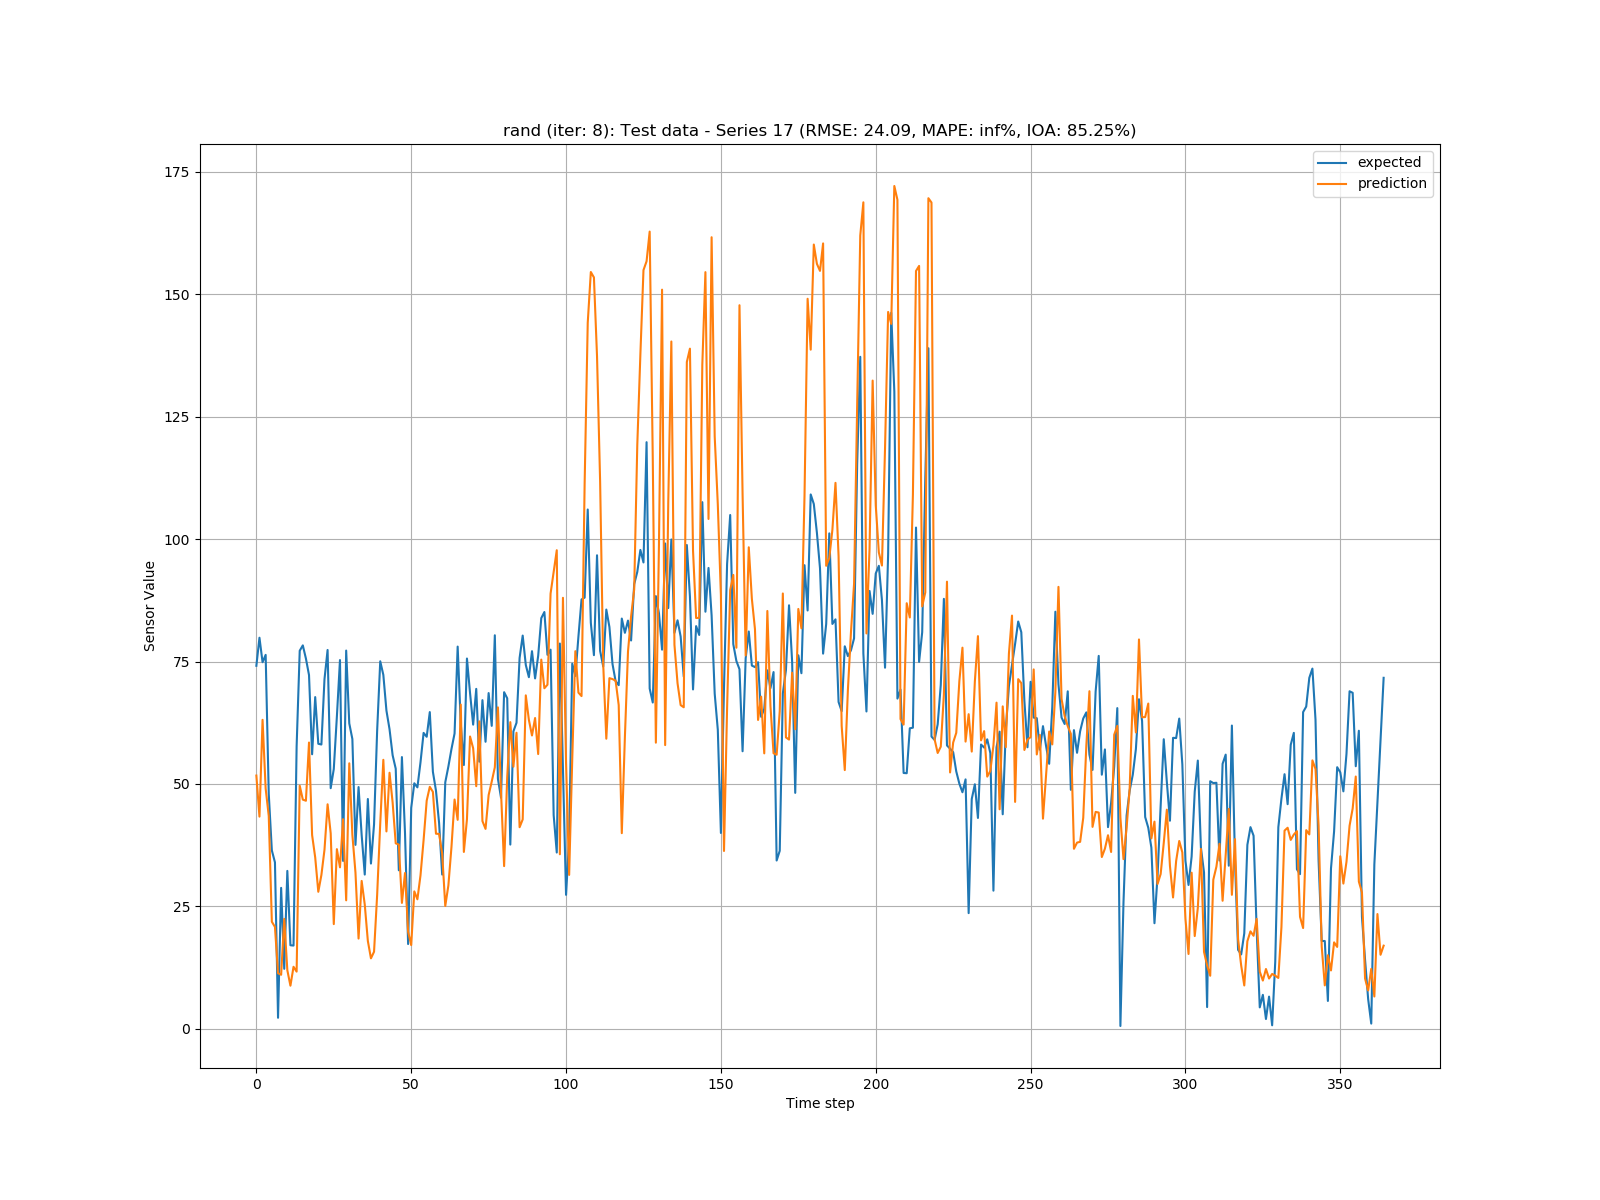 rand (iter: 8): Test data - Series 17 (RMSE: 24.09, MAPE: inf%, IOA: 85.25%)
expected
prediction
Sensor Value
175
150
125
100
75
50
25
0
0 50 100 150 200 250 300 350
Time step